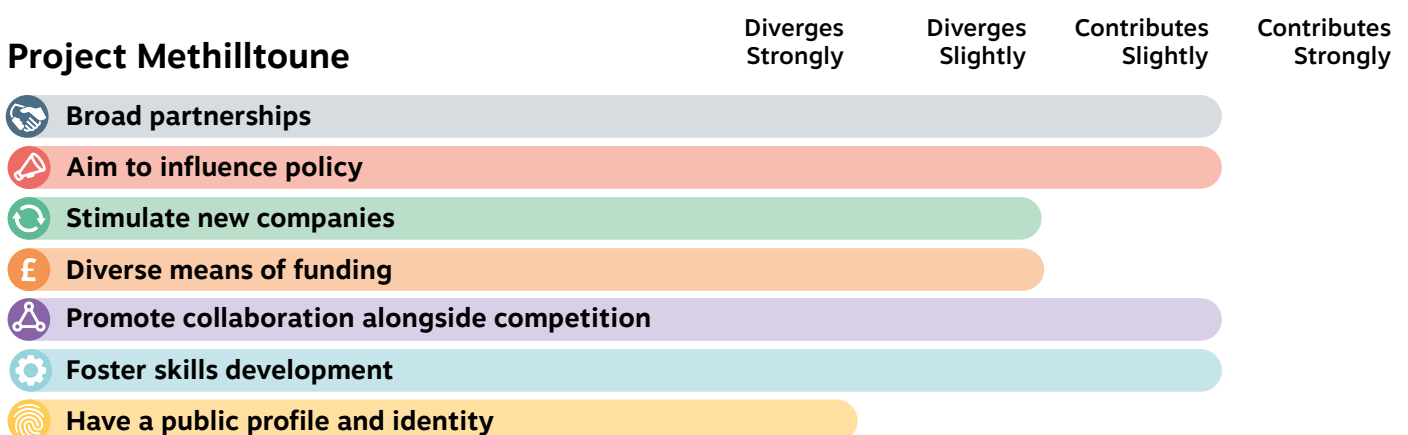 Project Methilltoune
Diverges
Strongly
Diverges
Slightly
Contributes
Slightly
Contributes
Strongly
Broad partnerships
Aim to influence policy
Stimulate new companies
£
Diverse means of funding
Promote collaboration alongside competition
Foster skills development
Have a public profile and identity